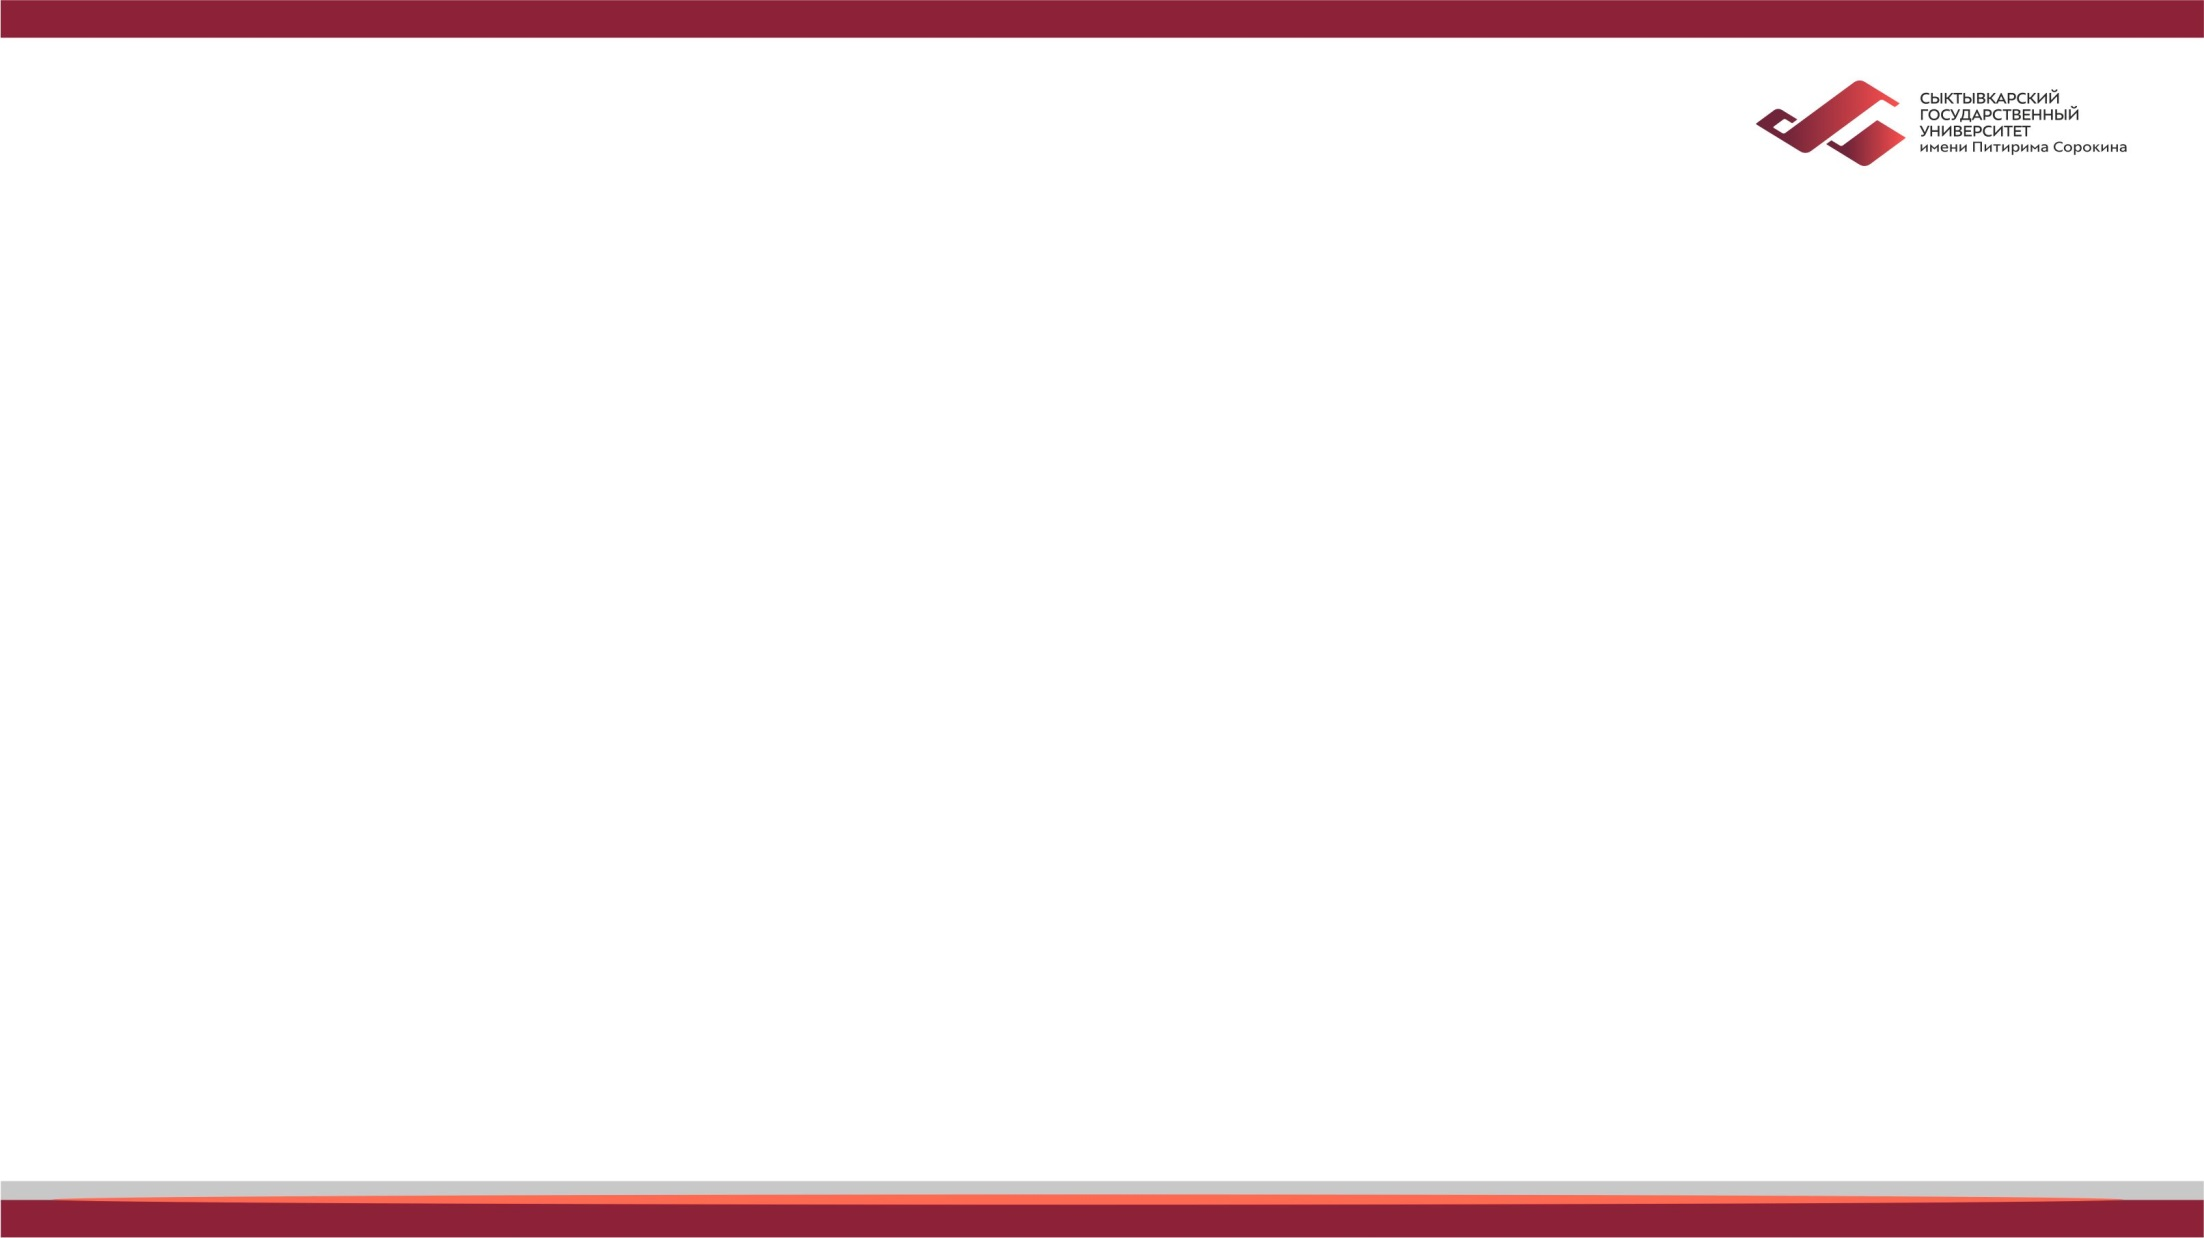 СЫКТЫВКАРСКИЙ
ГОСУДАРСТВЕННЫЙ
УНИВЕРСИТЕТ
имени Питирима Сорокина